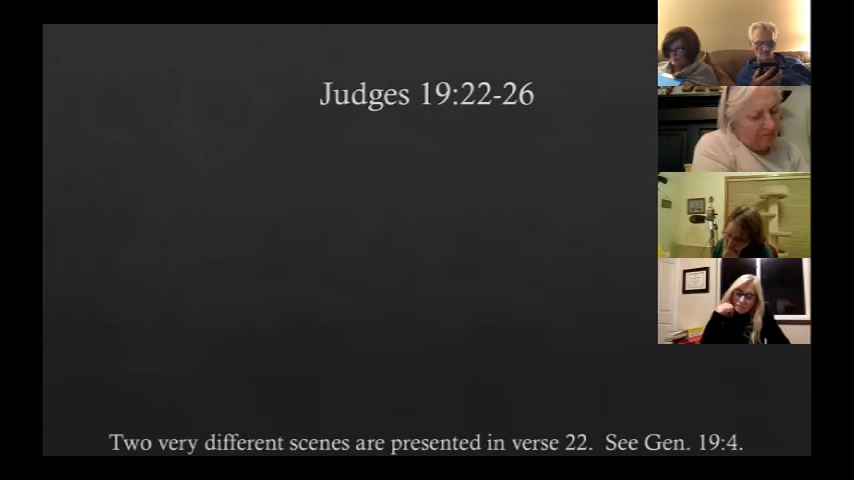 Judges 19:22-26
Two very different scenes are presented in verse 22. See Gen. 19:4.